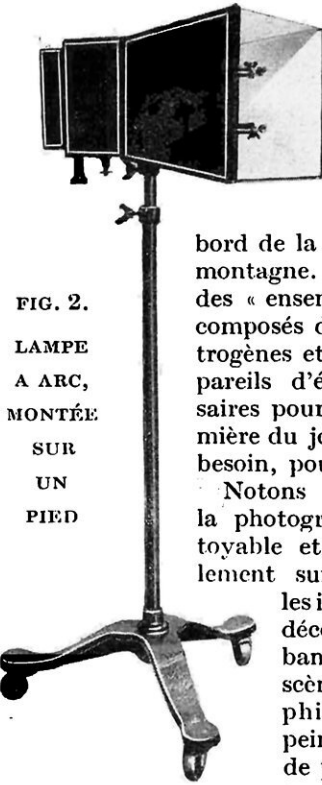 FIG. 2.
LAMPE
A ARC,
MONTÉE
SUR
UN
PIED
bord de la
montagne.
des « enser
composés d
trogènes et
pareils d'é
saires pour
mière du jo
besoin, pou
Notons
la photogr
toyable et
lement su
les i
déco
ban
scèn
phi
pein
de